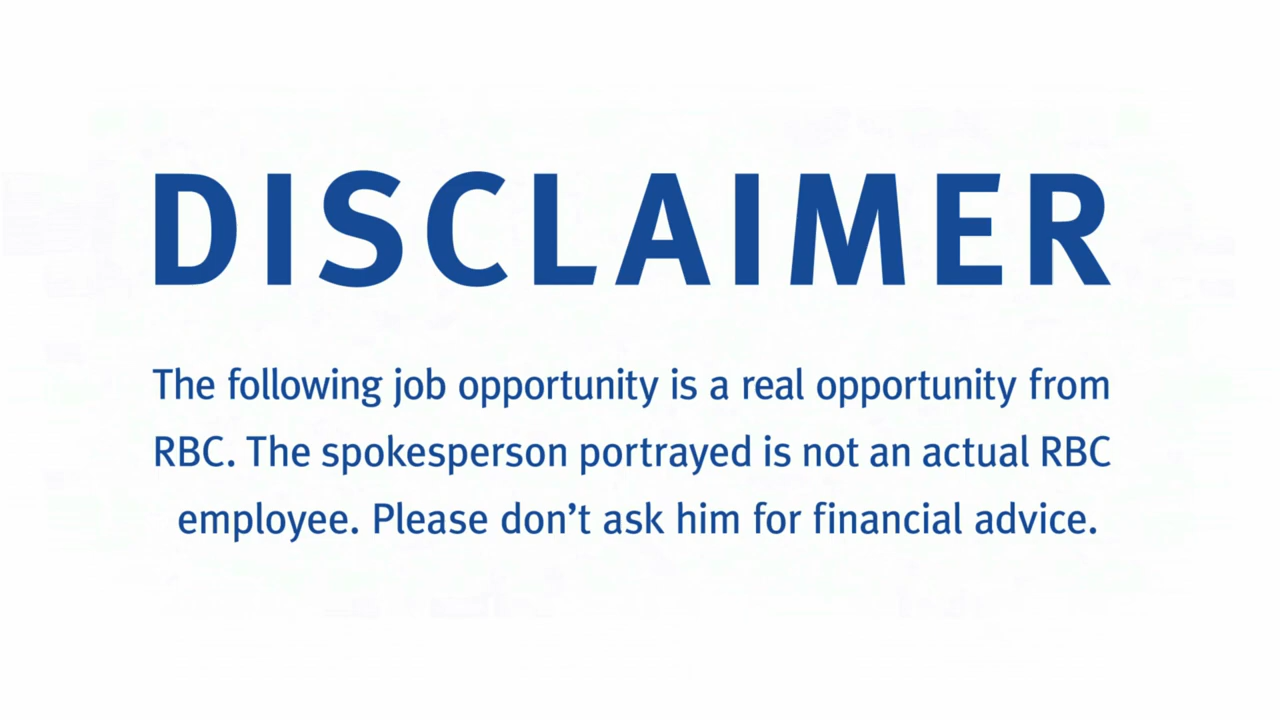 DISCLAIMER
The following job opportunity is a real opportunity from
RBC. The spokesperson portrayed is not an actual RBC
employee. Please don’t ask him for financial advice.